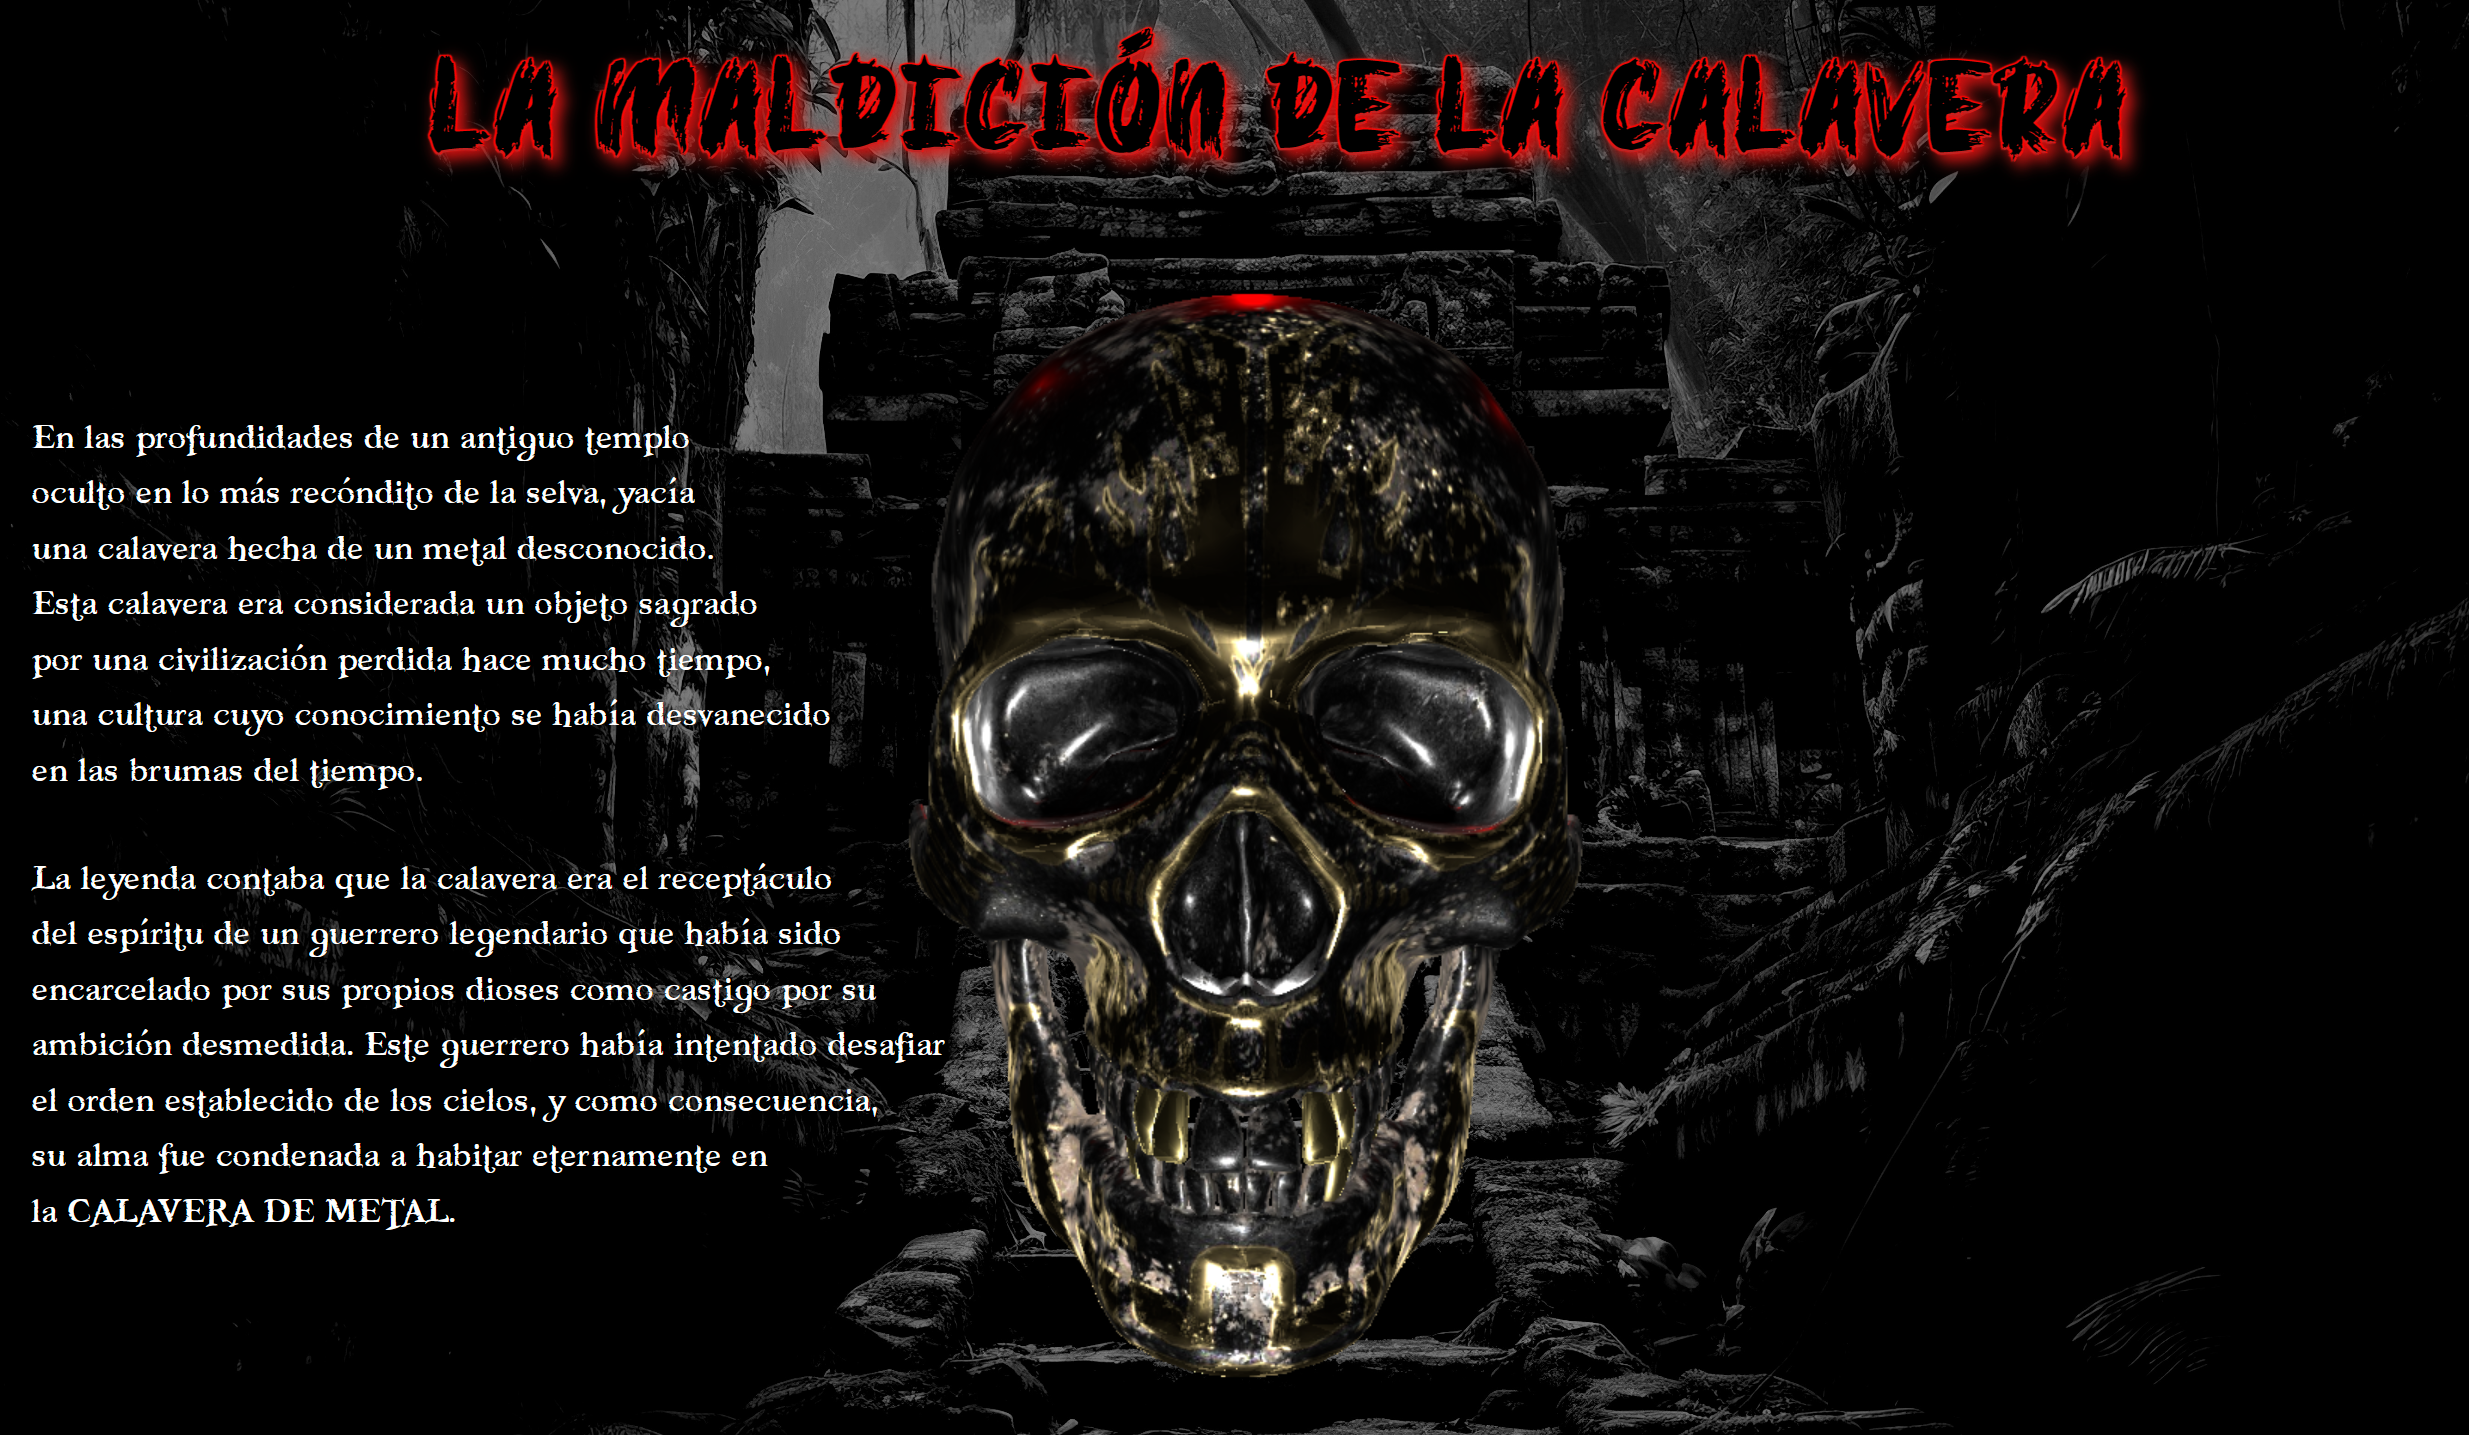 LA MALDICIÓN DE LA CALAVERA
En las profundidades de un antiguo templo
oculto en lo más recóndito de la selva, yacía
una calavera hecha de un metal desconocido.
Esta calavera era considerada un objeto sagrado
por una civilización perdida hace mucho tiempo,
una cultura cuyo conocimiento se había desvanecido
en las brumas del tiempo.
La leyenda contaba que la calavera era el receptáculo
del espíritu de un guerrero legendario que había sido
encarcelado por sus propios dioses como castigo por su
ambición desmedida. Este guerrero había intentado desafiar
el orden establecido de los cielos, y como consecuencia,
su alma fue condenada a habitar eternamente en
la CALAVERA DE METAL.